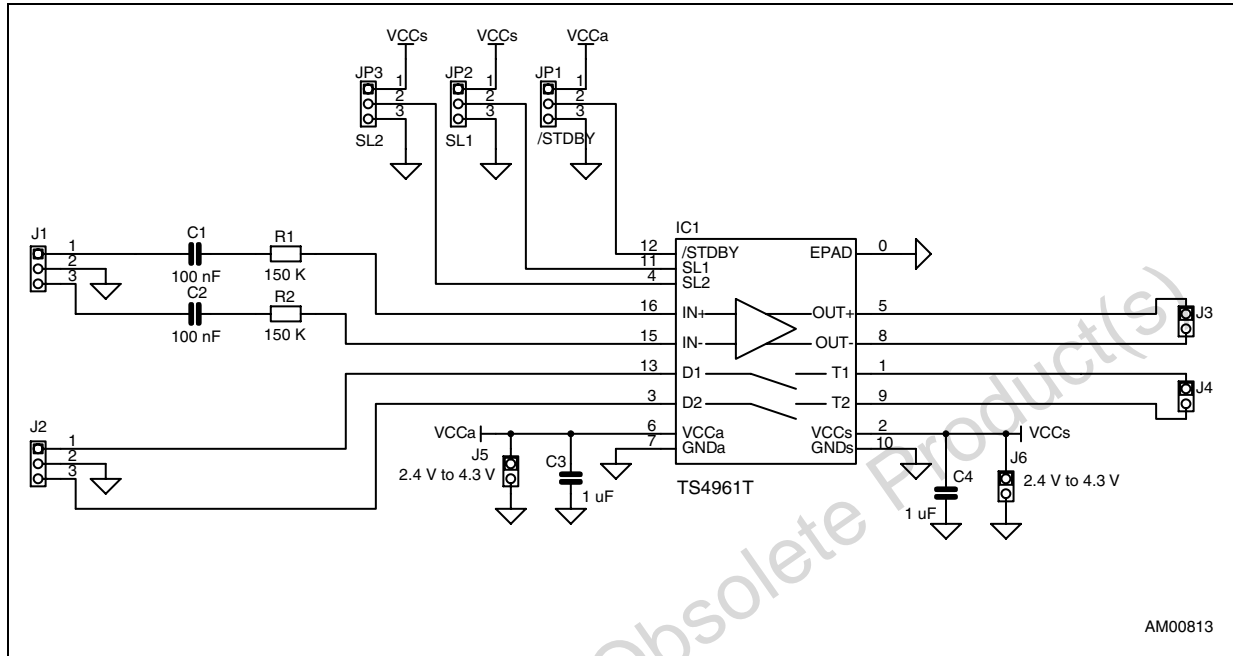 VCCs VCCs VCCa
JP3 JP2 JP1
1 1 1
2 2 2
3 3 3
SL2 SL1 /STDBY
IC1
J1 C1 R1
1 12 /STDBY EPAD 0
2 100 nF 150 K 11 SL1
3 C2 R2 4 SL2
100 nF 150 K
16 IN+ OUT+ 5 J3
15 IN- OUT- 8
13 D1 T1 1 J4
3 D2 T2 9
J2
1 VCCa 6 VCCa VCCs 2 VCCs
2 7 GNDa GNDs 10
3 J5 C3 J6
2.4 V to 4.3 V 1 uF C4 2.4 V to 4.3 V
TS4961T 1 uF
Obsolete Product(s)
AM00813